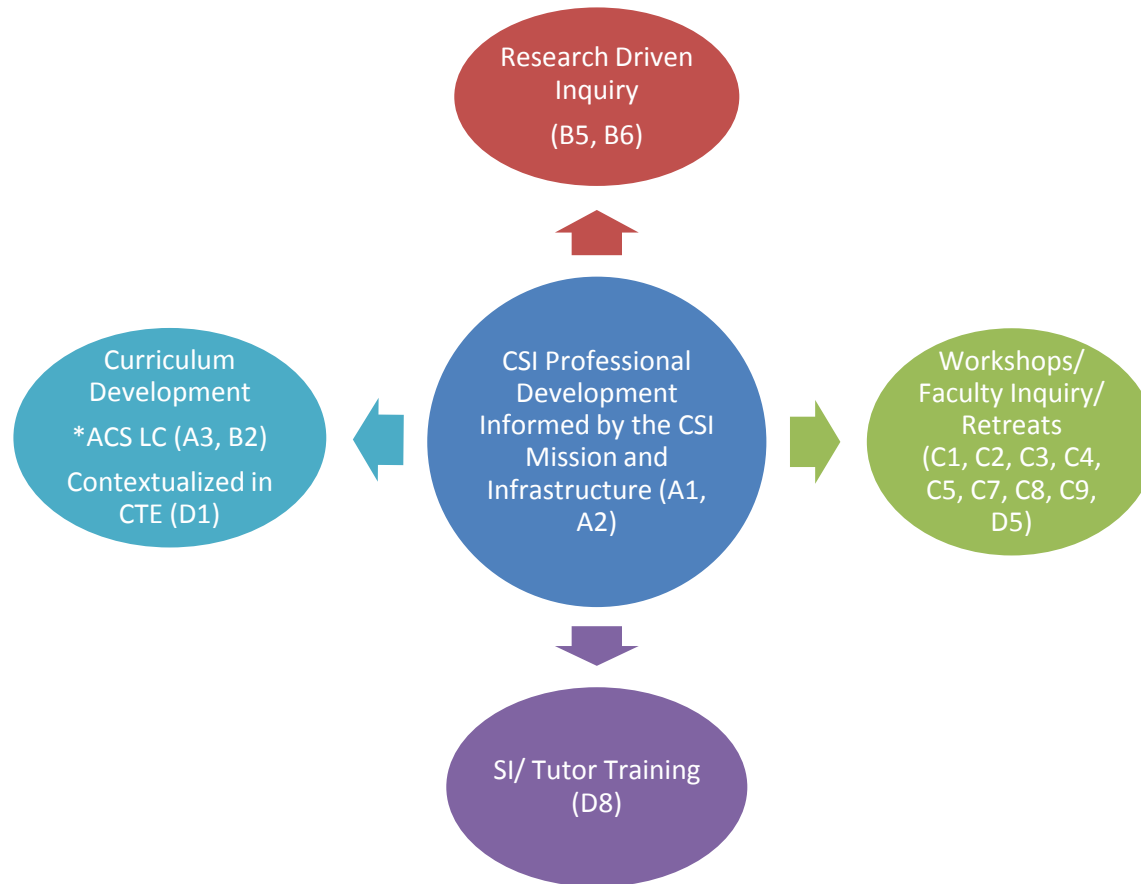 Research Driven
Inquiry
(B5, B6)
Curriculum
Development
*ACS LC (A3, B2)
Contextualized in
CTE (D1)
CSI Professional
Development
Informed by the CSI
Mission and
Infrastructure (A1,
A2)
Workshops/
Faculty Inquiry/
Retreats
(C1, C2, C3, C4,
C5, C7, C8, C9,
D5)
SI/ Tutor Training
(D8)